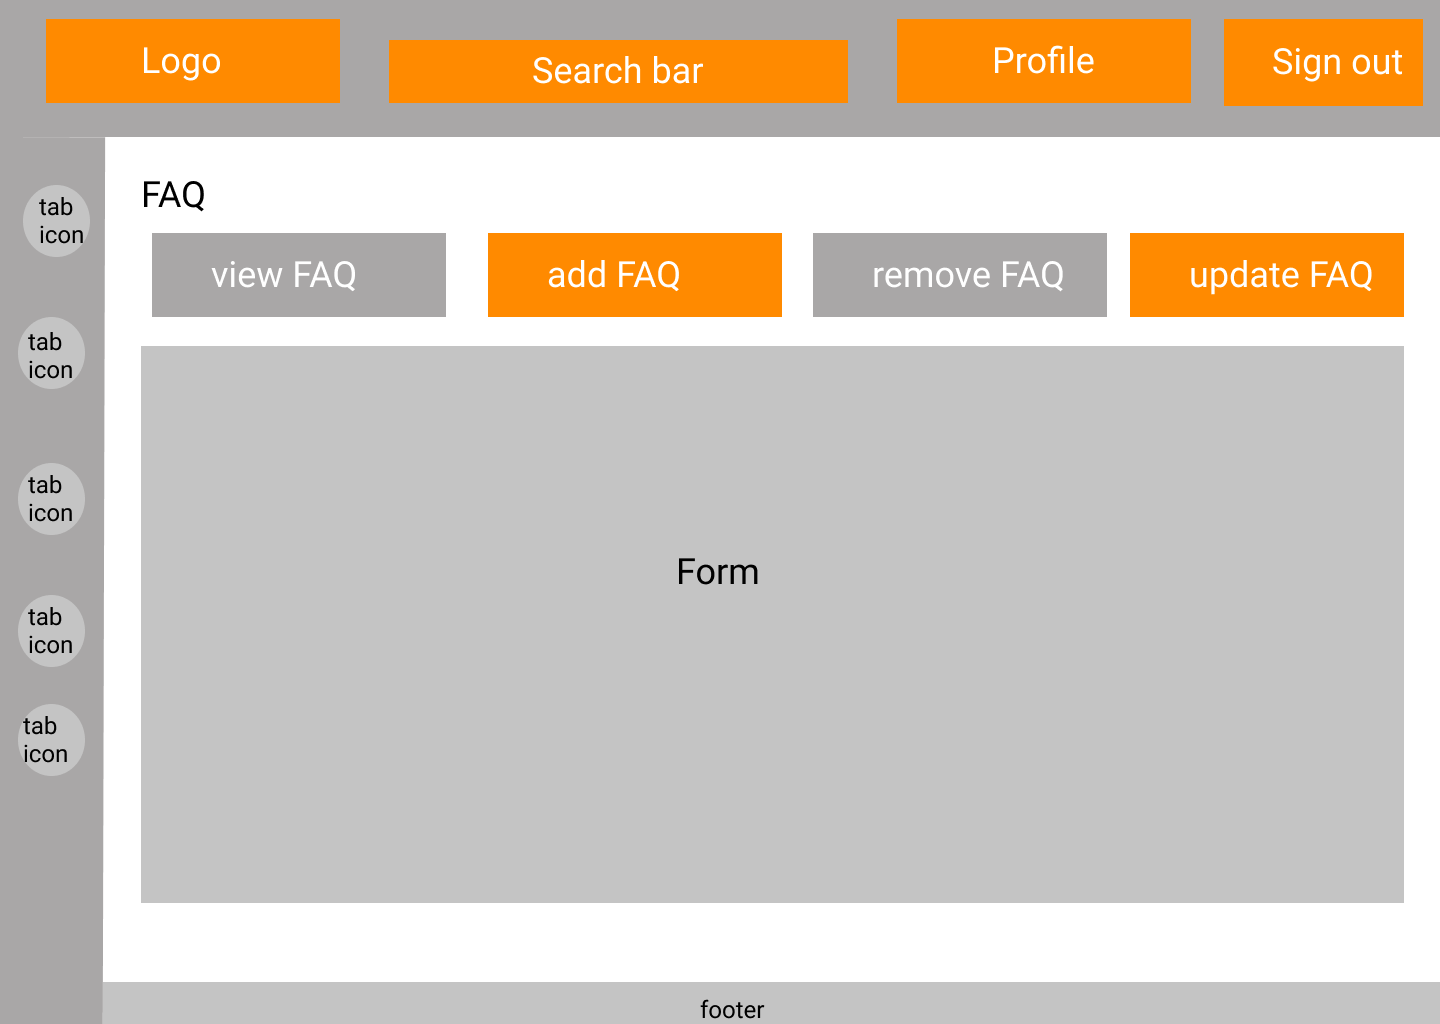 Logo
Search bar
Profile
Sign out
FAQ
view FAQ
add FAQ
remove FAQ
update FAQ
tab
icon
tab
icon
tab
icon
tab
icon
tab
icon
Form
footer